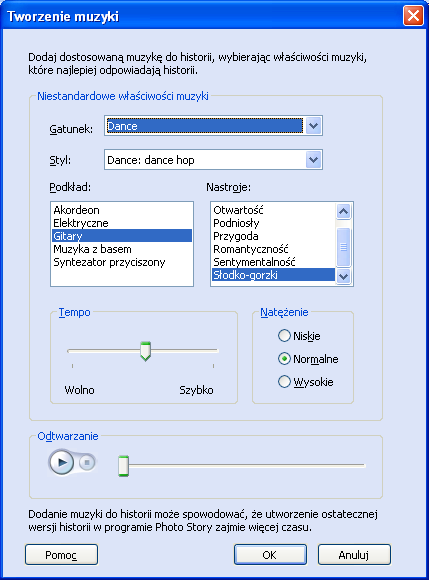 Tworzenie muzyki
Dodaj dostosowaną muzykę do historii, wybierając właściwości muzyki,
które najlepiej odpowiadają historii.
Niestandardowe właściwości muzyki
Gatunek:
Dance
Styl:
Dance: dance hop
Podkład:
Akordeon
Elektryczne
Gitary
Muzyka z basem
Syntezator przyciszony
Nastroje:
Otwartość
Podniosły
Przygoda
Romantyczność
Sentymentalność
Słodko-gorzki
Tempo
Wolno
Szybko
Natężenie
Niskie
Normalne
Wysokie
Odtwarzanie
Dodanie muzyki do historii może spowodować, że utworzenie ostatecznej
wersji historii w programie Photo Story zajmie więcej czasu.
Pomoc
OK
Anuluj